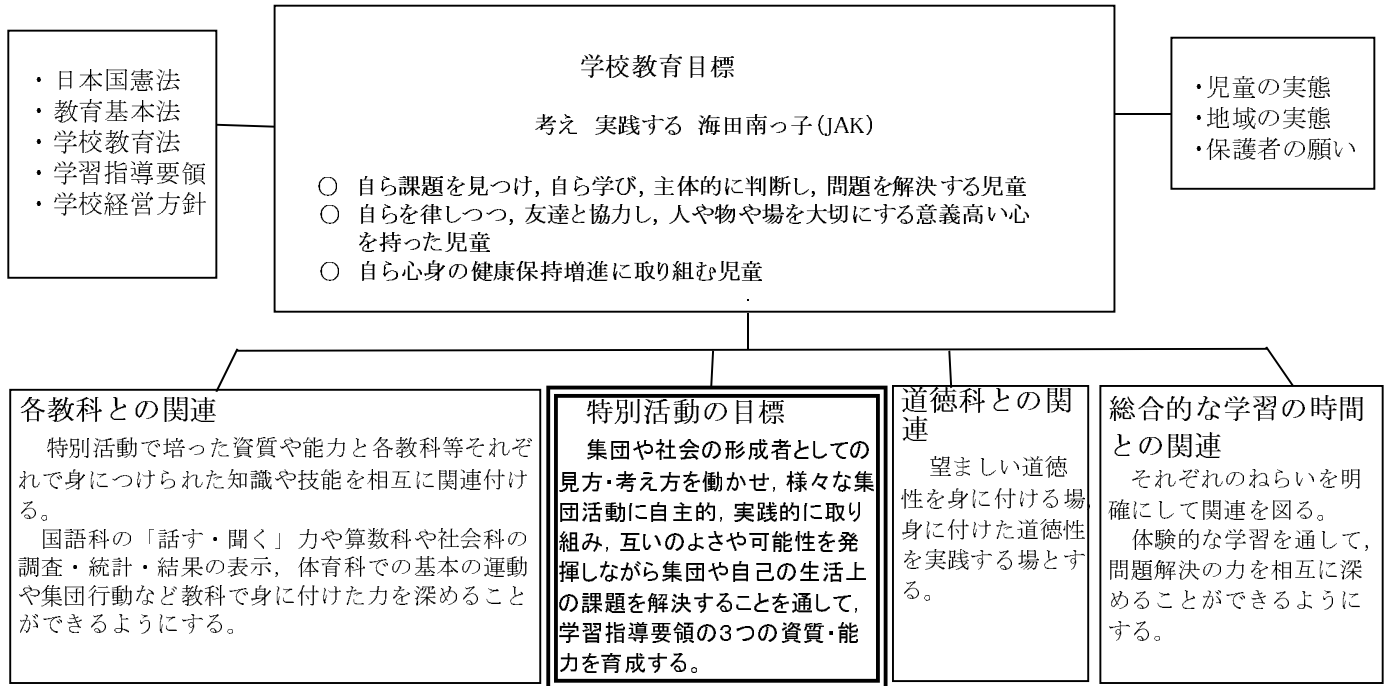 ・日本国憲法
・教育基本法
・学校教育法
・学習指導要領
・学校経営方針
学校教育目標
考え 実践する 海田南っ子(JAK)
○ 自ら課題を見つけ,自ら学び,主体的に判断し,問題を解決する児童
○ 自らを律しつつ,友達と協力し,人や物や場を大切にする意義高い心
を持った児童
○ 自ら心身の健康保持増進に取り組む児童
・児童の実態
・地域の実態
・保護者の願い
各教科との関連
特別活動で培った資質や能力と各教科等それぞ
れで身につけられた知識や技能を相互に関連付け
る。
国語科の「話す・聞く」力や算数科や社会科の
調査・統計・結果の表示,体育科での基本の運動
や集団行動など教科で身に付けた力を深めること
ができるようにする。
特別活動の目標
集団や社会の形成者としての
見方・考え方を働かせ,様々な集
団活動に自主的,実践的に取り
組み,互いのよさや可能性を発
揮しながら集団や自己の生活上
の課題を解決することを通して,
学習指導要領の3つの資質・能
力を育成する。
道徳科との関
連
望ましい道徳
性を身に付ける場,
身に付けた道徳性
を実践する場とす
る。
総合的な学習の時間
との関連
それぞれのねらいを明
確にして関連を図る。
体験的な学習を通して,
問題解決の力を相互に深
めることができるように
する。